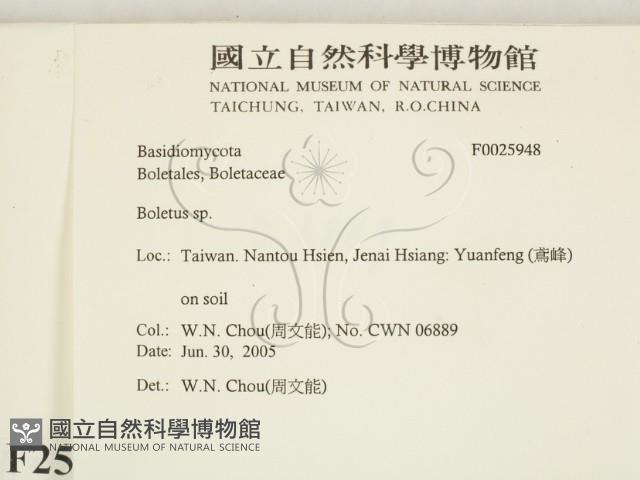 國立自然科學博物館
NATIONAL MUSEUM OF NATURAL SCIENCE
TAICHUNG, TAIWAN, R.O.CHINA
Basidiomycota F0025948
Boletales, Boletaceae
Boletus sp.
Loc.: Taiwan. Nantou Hsien, Jenai Hsiang: Yuanfeng (鳶峰)
on soil
Col.: W.N. Chou(周文能); No. CWN 06889
Date: Jun. 30, 2005
Det.: W.N. Chou(周文能)
國立自然科學博物館
NATIONAL MUSEUM OF NATURAL SCIENCE
F25